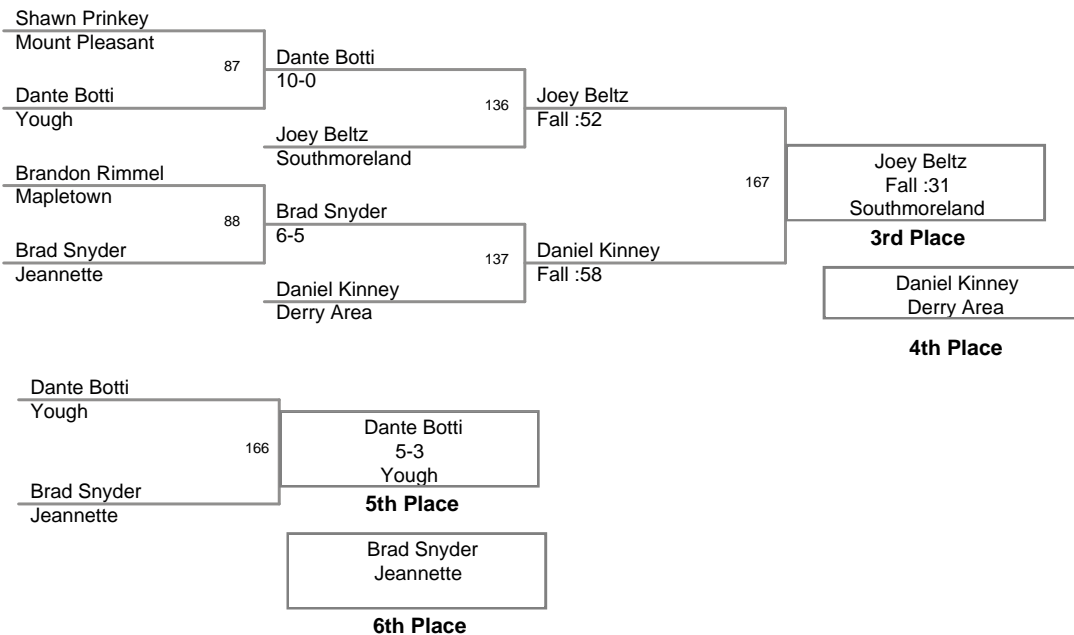 Shawn Prinkey
Mount Pleasant
87
Dante Botti
Yough
Dante Botti
10-0
136
Joey Beltz
Southmoreland
Brandon Rimmel
Mapletown
88
Brad Snyder
Jeannette
Brad Snyder
6-5
137
Daniel Kinney
Derry Area
Joey Beltz
Fall :52
167
Daniel Kinney
Fall :58
Joey Beltz
Fall :31
Southmoreland
3rd Place
Daniel Kinney
Derry Area
4th Place
Dante Botti
Yough
166
Brad Snyder
Jeannette
Dante Botti
5-3
Yough
5th Place
Brad Snyder
Jeannette
6th Place